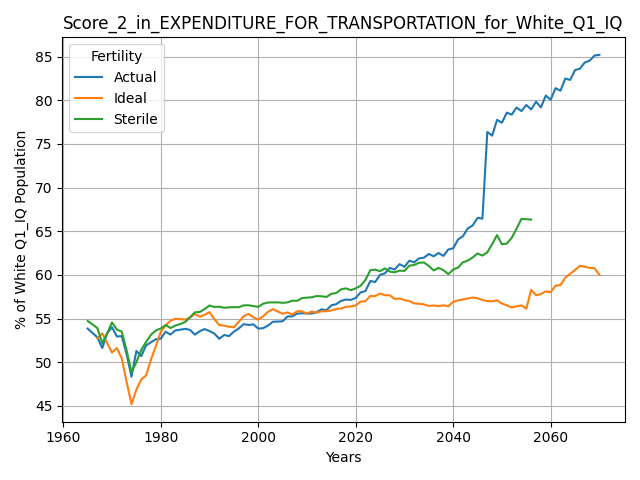 Score_2_in_EXPENDITURE_FOR_TRANSPORTATION_for_White_Q1_IQ
Fertility
Actual
Ideal
Sterile
% of White Q1_IQ Population
85
80
75
70
65
60
55
50
45
1960
1980
2000
2020
2040
2060
Years